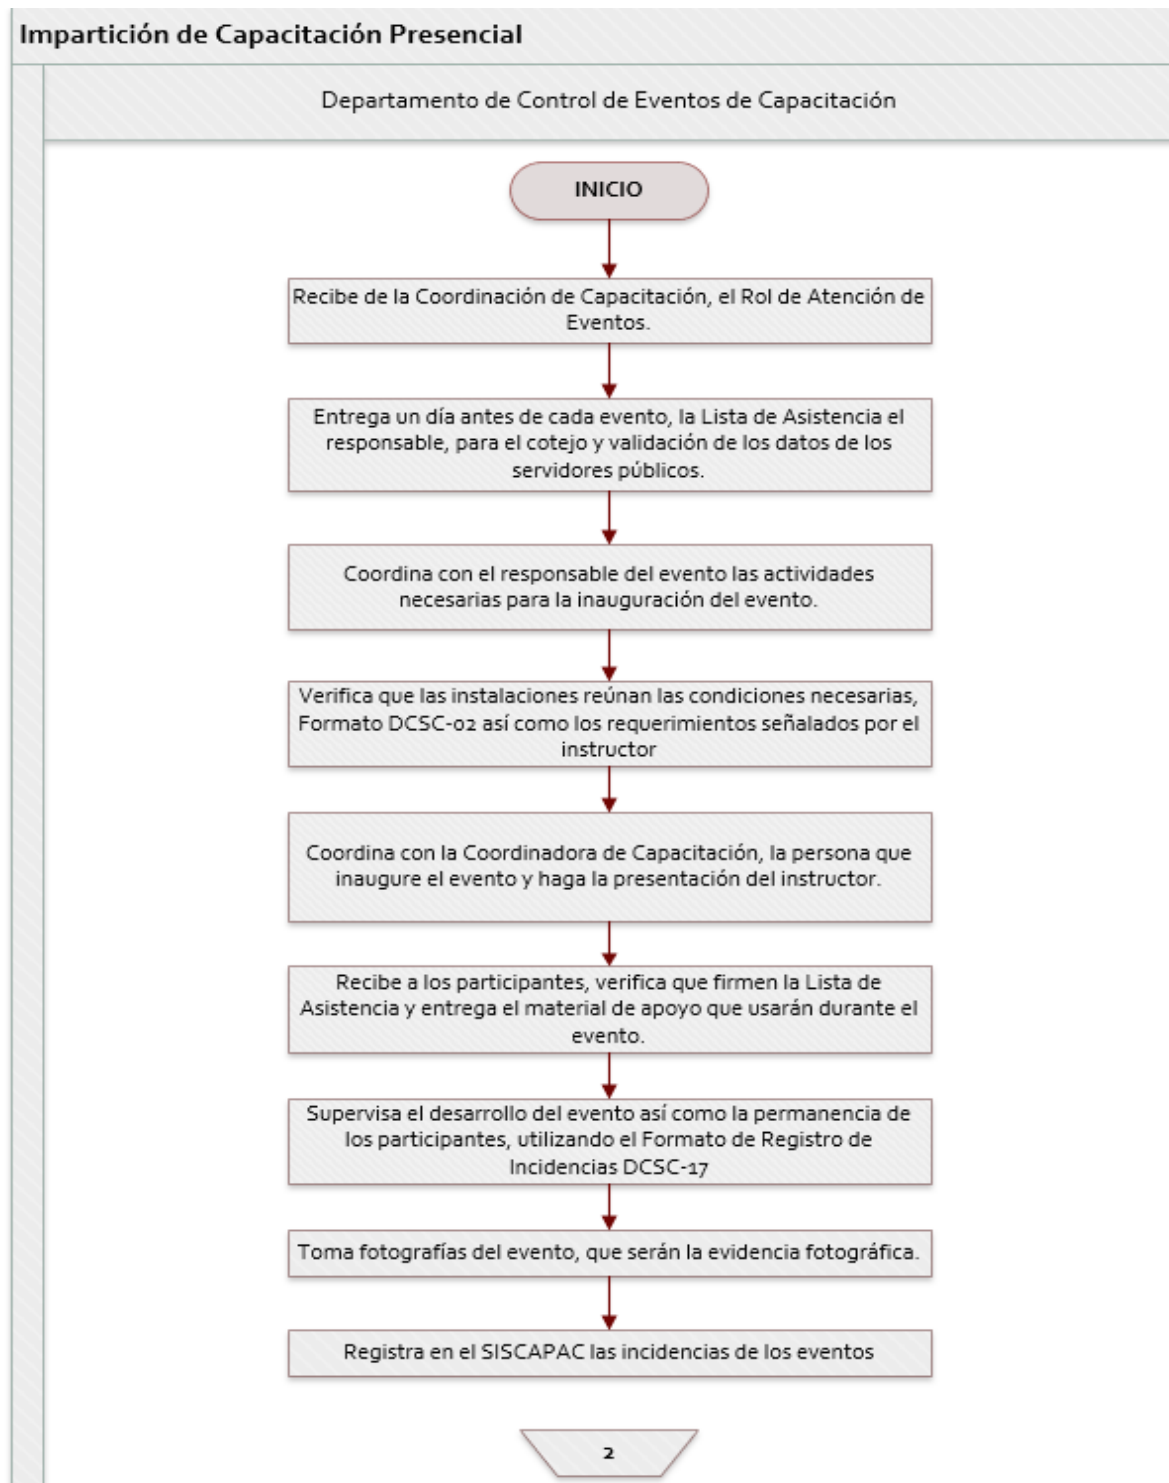 Impartición de Capacitación Presencial
Departamento de Control de Eventos de Capacitación
INICIO
Recibe de la Coordinación de Capacitación, el Rol de Atención de
Eventos.
Entrega un día antes de cada evento, la Lista de Asistencia el
responsable, para el cotejo y validación de los datos de los
servidores públicos.
Coordina con el responsable del evento las actividades
necesarias para la inauguración del evento.
Verifica que las instalaciones reúnan las condiciones necesarias,
Formato DCSC-02 así como los requerimientos señalados por el
instructor
Coordina con la Coordinadora de Capacitación, la persona que
inaugure el evento y haga la presentación del instructor.
Recibe a los participantes, verifica que firmen la Lista de
Asistencia y entrega el material de apoyo que usarán durante el
evento.
Supervisa el desarrollo del evento así como la permanencia de
los participantes, utilizando el Formato de Registro de
Incidencias DCSC-17
Toma fotografías del evento, que serán la evidencia fotográfica.
Registra en el SISCAPAC las incidencias de los eventos
2